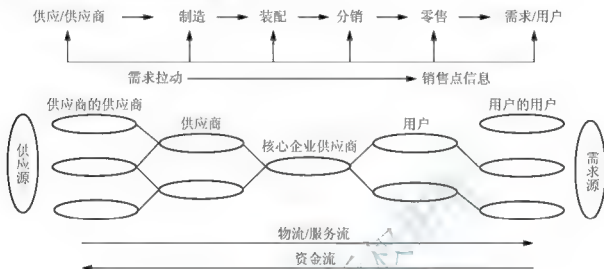 供应/供应商 制造 装配 分销 零售 需求/用户
需求拉动 销售点信息
供应商的供应商 用户的用户
供应商 用户
核心企业供应商
供应源 需求源
物流/服务流
资金流